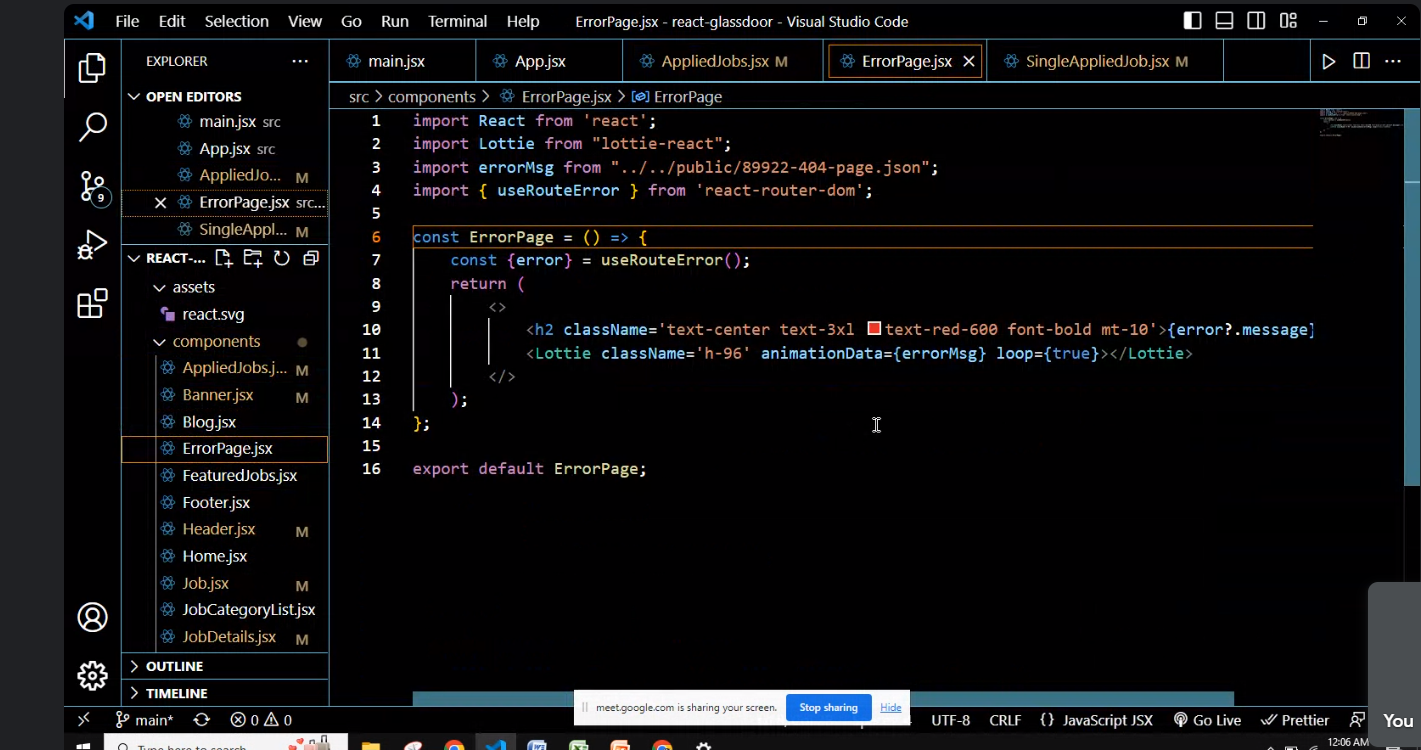 File Edit Selection View Go Run Terminal Help ErrorPage.jsx - react-glassdoor - Visual Studio Code
EXPLORER ...
main.jsx App.jsx AppliedJobs.jsx M ErrorPage.jsx SingleAppliedJob.jsx M
OPEN EDITORS
src > components > ErrorPage.jsx > ErrorPage
main.jsx src
App.jsx src
AppliedJo... M
ErrorPage.jsx src...
SingleAppl... M
REACT-...
assets
react.svg
components
AppliedJobs.j... M
Banner.jsx M
Blog.jsx
ErrorPage.jsx
FeaturedJobs.jsx
Footer.jsx
Header.jsx M
Home.jsx
Job.jsx M
JobCategoryList.jsx
JobDetails.jsx M
OUTLINE
TIMELINE
1 import React from 'react';
2 import Lottie from "lottie-react";
3 import errorMsg from "../../public/89922-404-page.json";
4 import { useRouteError } from 'react-router-dom';
5
6 const ErrorPage = () => {
7 const {error} = useRouteError();
8 return (
9 <>
10 <h2 className='text-center text-3xl text-red-600 font-bold mt-10'>{error?.message}
11 <Lottie className='h-96' animationData={errorMsg} loop={true}></Lottie>
12 </>
13 );
14 };
15
16 export default ErrorPage;
9
meet.google.com is sharing your screen. Stop sharing Hide
main* 0 0 UTF-8 CRLF {} JavaScript JSX Go Live Prettier
You
Type here to search
12:06 AM